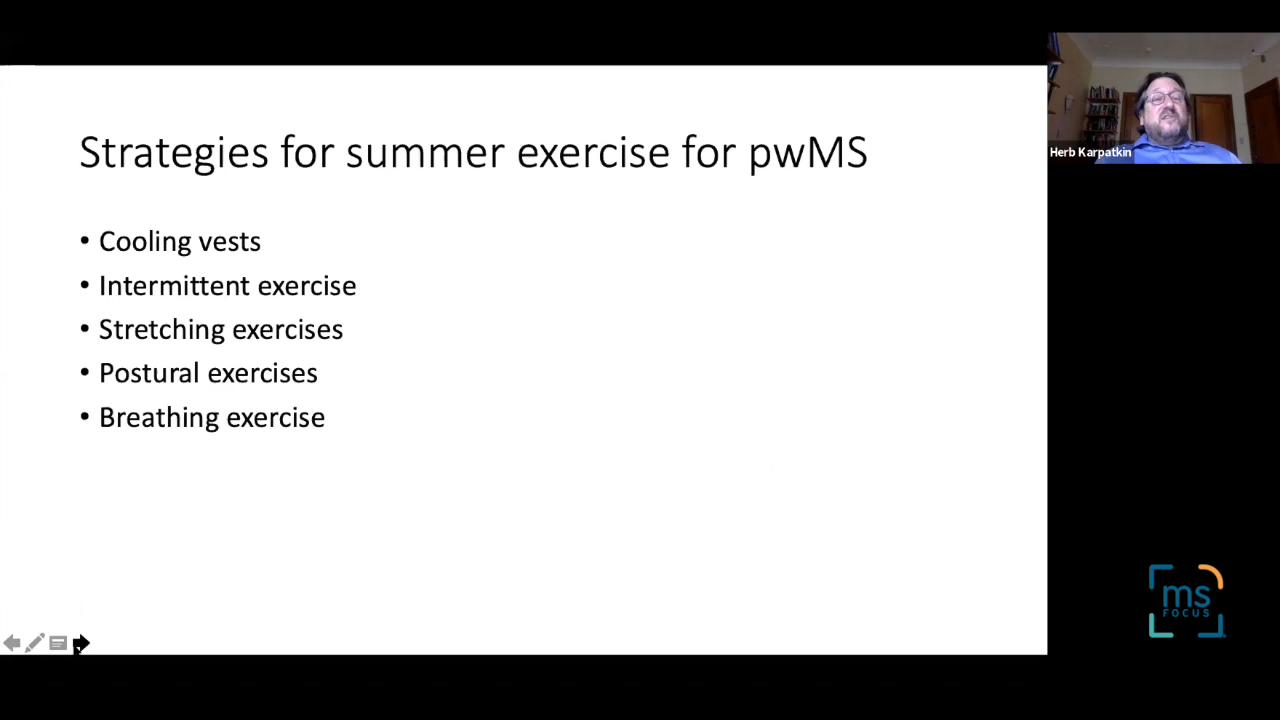 Strategies for summer exercise for pwMS
• Cooling vests
• Intermittent exercise
• Stretching exercises
• Postural exercises
• Breathing exercise
Herb Karpatkin
ms
FOCUS